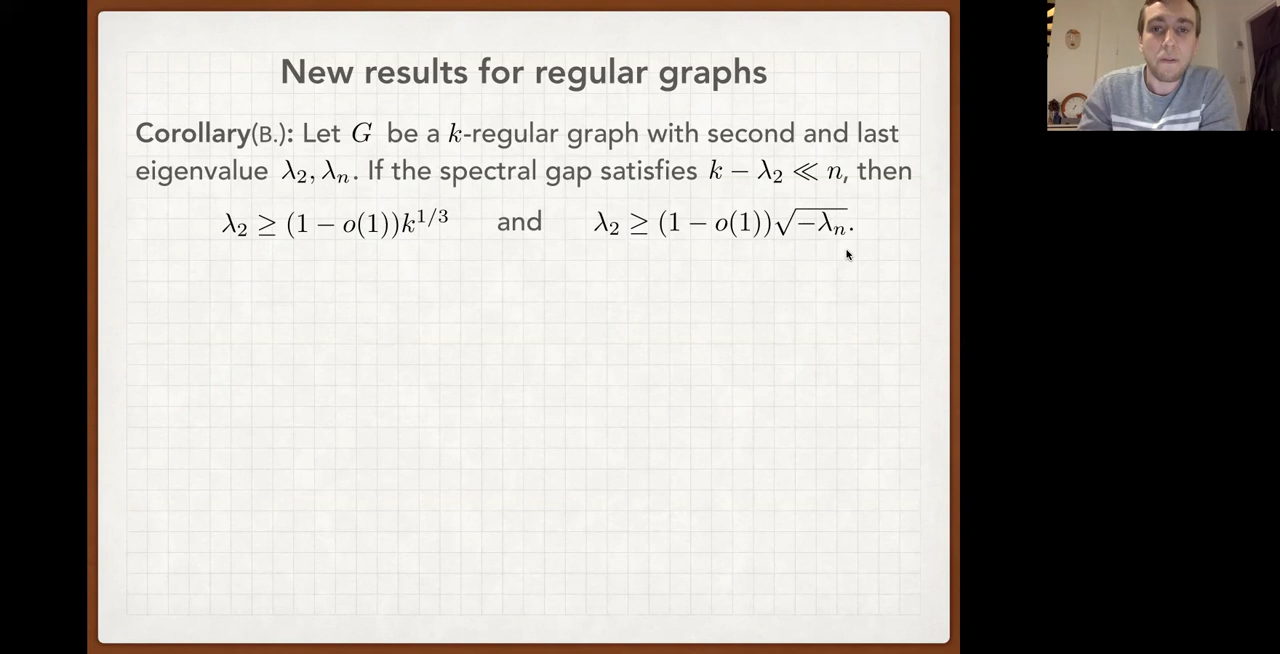 New results for regular graphs
Corollary(B.): Let G be a k-regular graph with second and last
eigenvalue λ₂, λₙ. If the spectral gap satisfies k − λ₂ ≪ n, then
λ₂ ≥ (1 − o(1))k^{1/3} and λ₂ ≥ (1 − o(1))√(−λₙ).